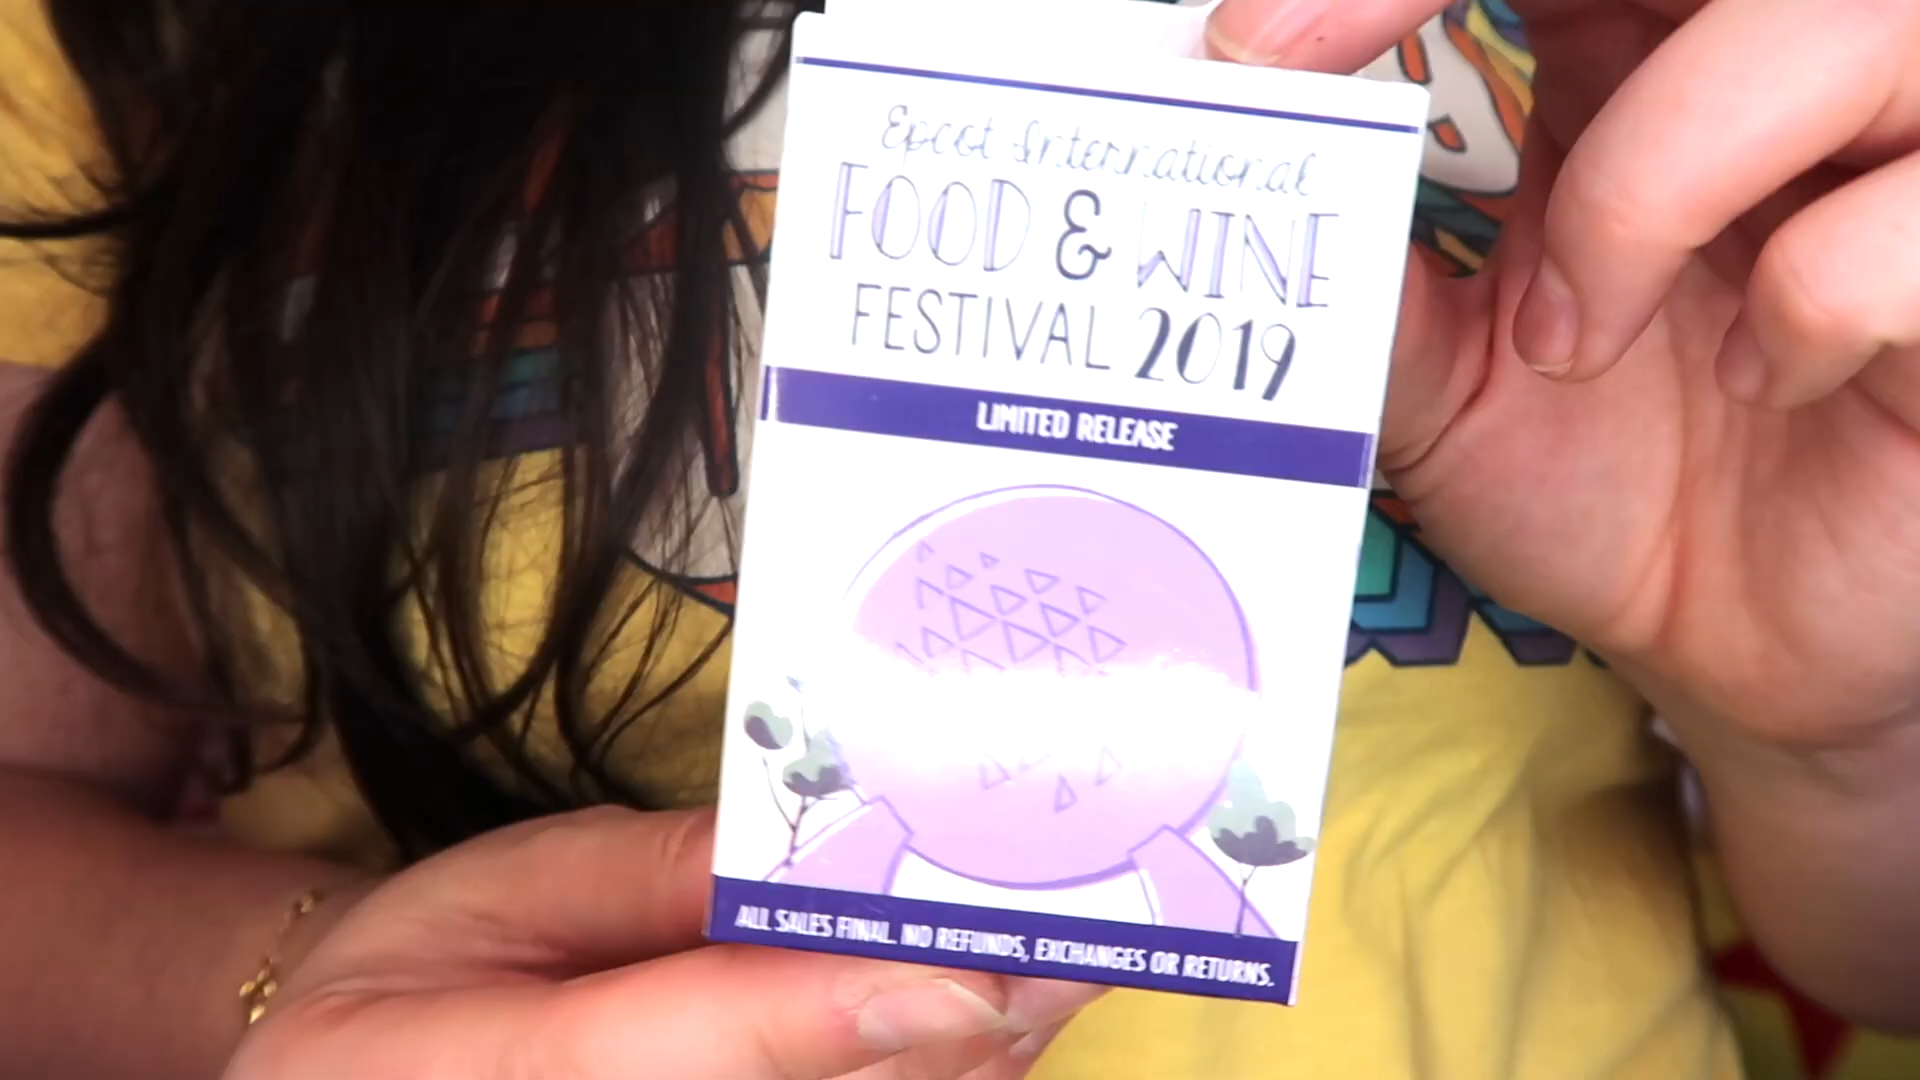 Epcot International
FOOD & WINE
FESTIVAL 2019
LIMITED RELEASE
ALL SALES FINAL. NO REFUNDS, EXCHANGES OR RETURNS.